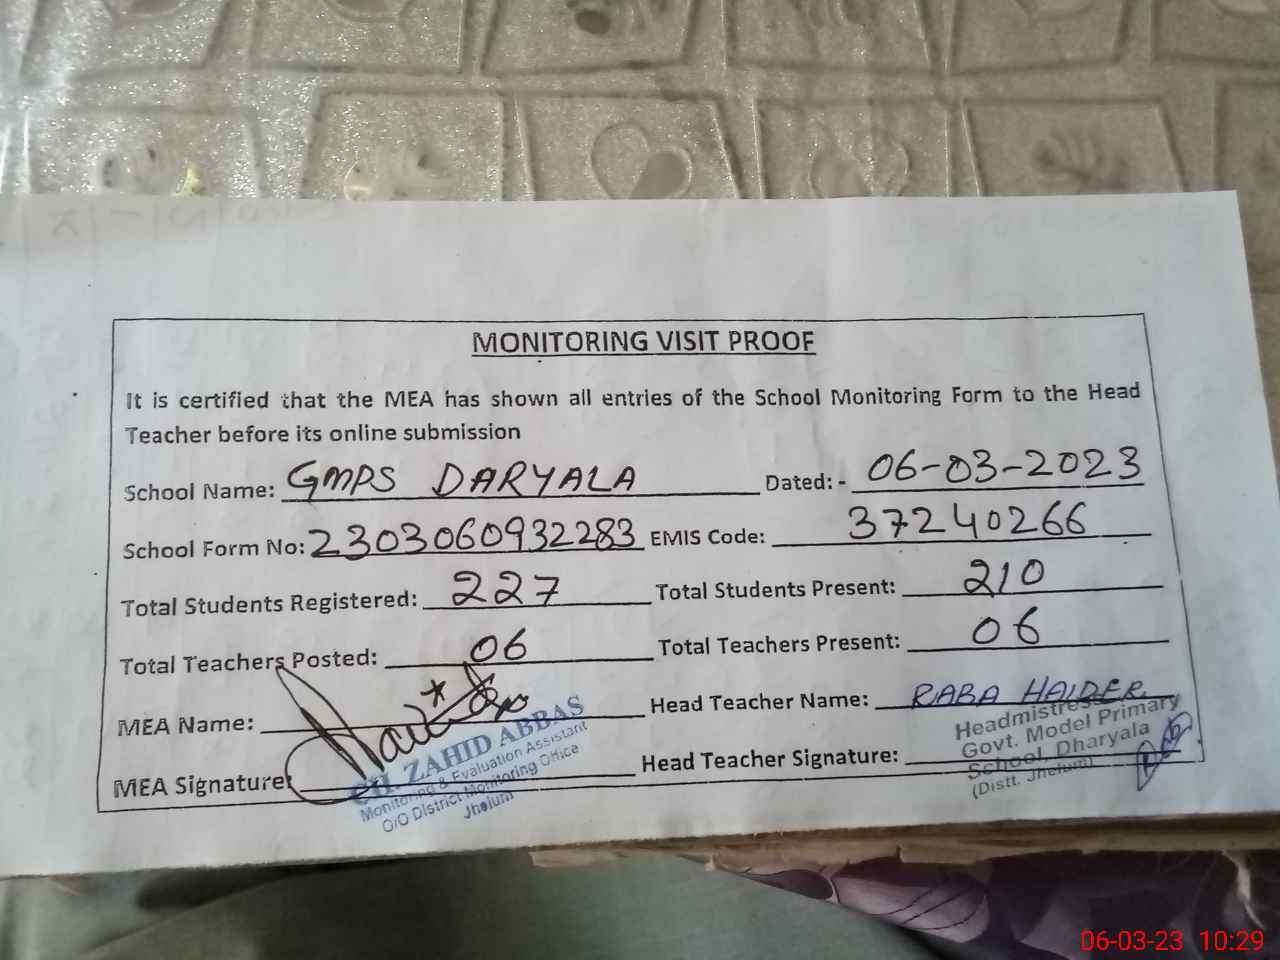 MONITORING VISIT PROOF
It is certified that the MEA has shown all entries of the School Monitoring Form to the Head
Teacher before its online submission
School Name: GMPS DARYALA Dated: - 06-03-2023
School Form No: 2303060932283 EMIS Code: 37240266
Total Students Registered: 227 Total Students Present: 210
Total Teachers Posted: 06 Total Teachers Present: 06
MEA Name: Head Teacher Name: RABA HAIDER
MEA Signature: Head Teacher Signature:
CH. ZAHID ABBAS
Monitoring & Evaluation Assistant
O/O District Monitoring Office
Jhelum
Headmistress
Govt. Model Primary
School, Dharyala
(Distt. Jhelum)
06-03-23 10:29